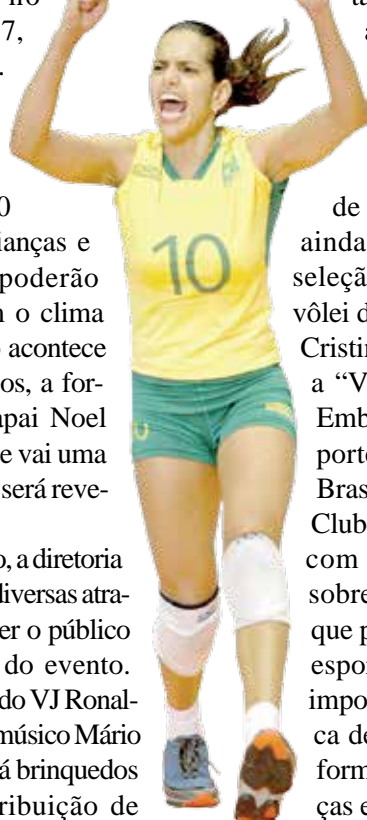 7,
.
0
ianças e
poderão
o clima
acontece
os, a for-
apai Noel
e vai uma
será reve-
o, a diretoria
diversas atra-
er o público
do evento.
do VJ Ronal-
músico Mário
á brinquedos
ribuição de
10
de
ainda
seleçã
vôlei d
Cristin
a “V
Emb
porte
Bras
Club
com
sobre
que p
espor
impo
ca de
form
ças e